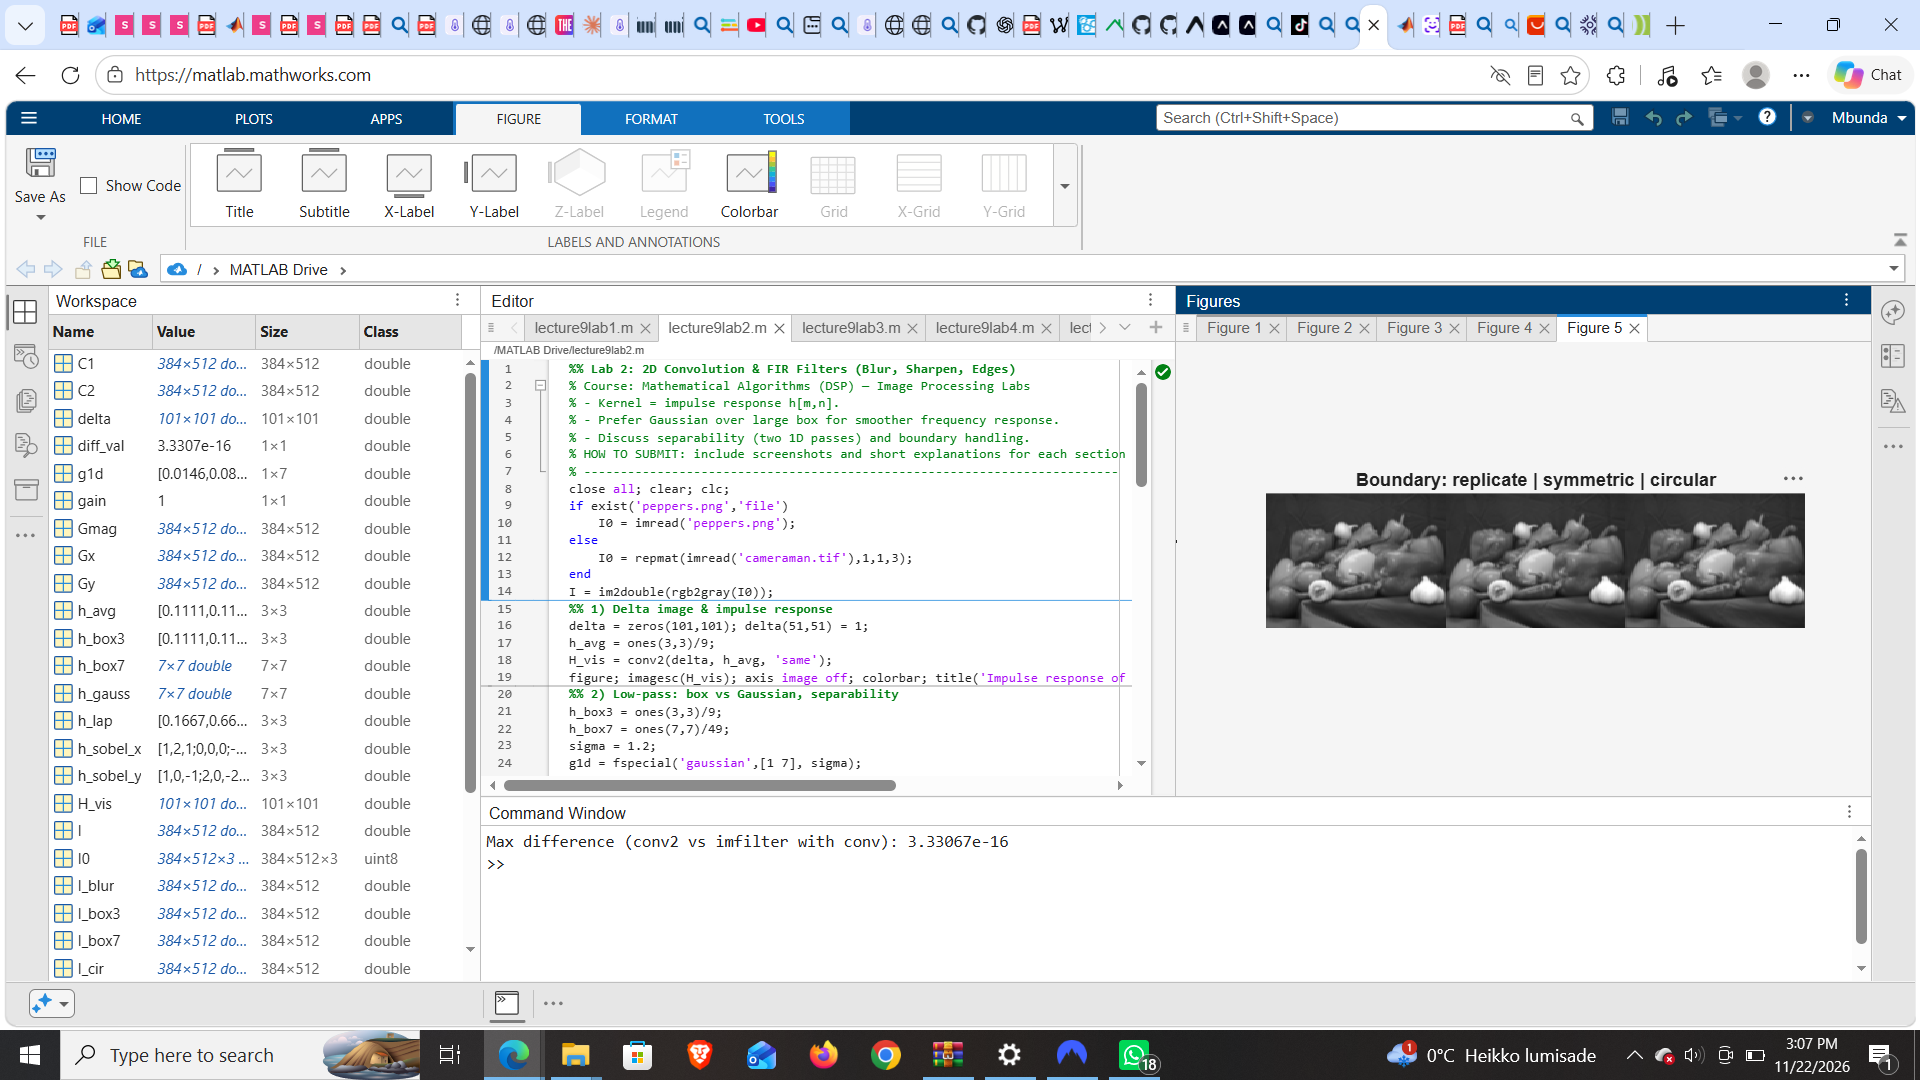 https://matlab.mathworks.com
Chat
HOME
PLOTS
APPS
FIGURE
FORMAT
TOOLS
Search (Ctrl+Shift+Space)
Mbunda
Save As
Show Code
Title
Subtitle
X-Label
Y-Label
Z-Label
Legend
Colorbar
Grid
X-Grid
Y-Grid
FILE
LABELS AND ANNOTATIONS
/ › MATLAB Drive ›
Workspace
Name Value Size Class
C1 384×512 do... 384×512 double
C2 384×512 do... 384×512 double
delta 101×101 do... 101×101 double
diff_val 3.3307e-16 1×1 double
g1d [0.0146,0.08... 1×7 double
gain 1 1×1 double
Gmag 384×512 do... 384×512 double
Gx 384×512 do... 384×512 double
Gy 384×512 do... 384×512 double
h_avg [0.1111,0.11... 3×3 double
h_box3 [0.1111,0.11... 3×3 double
h_box7 7×7 double 7×7 double
h_gauss 7×7 double 7×7 double
h_lap [0.1667,0.66... 3×3 double
h_sobel_x [1,2,1;0,0,0;-... 3×3 double
h_sobel_y [1,0,-1;2,0,-2... 3×3 double
H_vis 101×101 do... 101×101 double
I 384×512 do... 384×512 double
I0 384×512×3 ... 384×512×3 uint8
I_blur 384×512 do... 384×512 double
I_box3 384×512 do... 384×512 double
I_box7 384×512 do... 384×512 double
I_cir 384×512 do... 384×512 double
Editor
lecture9lab1.m
lecture9lab2.m
lecture9lab3.m
lecture9lab4.m
lect
/MATLAB Drive/lecture9lab2.m
1 %% Lab 2: 2D Convolution & FIR Filters (Blur, Sharpen, Edges)
2 % Course: Mathematical Algorithms (DSP) — Image Processing Labs
3 % - Kernel = impulse response h[m,n].
4 % - Prefer Gaussian over large box for smoother frequency response.
5 % - Discuss separability (two 1D passes) and boundary handling.
6 % HOW TO SUBMIT: include screenshots and short explanations for each section
7 % -----------------------------------------------------------------------
8 close all; clear; clc;
9 if exist('peppers.png','file')
10 I0 = imread('peppers.png');
11 else
12 I0 = repmat(imread('cameraman.tif'),1,1,3);
13 end
14 I = im2double(rgb2gray(I0));
15 %% 1) Delta image & impulse response
16 delta = zeros(101,101); delta(51,51) = 1;
17 h_avg = ones(3,3)/9;
18 H_vis = conv2(delta, h_avg, 'same');
19 figure; imagesc(H_vis); axis image off; colorbar; title('Impulse response of
20 %% 2) Low-pass: box vs Gaussian, separability
21 h_box3 = ones(3,3)/9;
22 h_box7 = ones(7,7)/49;
23 sigma = 1.2;
24 g1d = fspecial('gaussian',[1 7], sigma);
Figures
Figure 1
Figure 2
Figure 3
Figure 4
Figure 5
Boundary: replicate | symmetric | circular
Command Window
Max difference (conv2 vs imfilter with conv): 3.33067e-16
>>
Type here to search
18
1
0°C Heikko lumisade
3:07 PM
11/22/2026
1